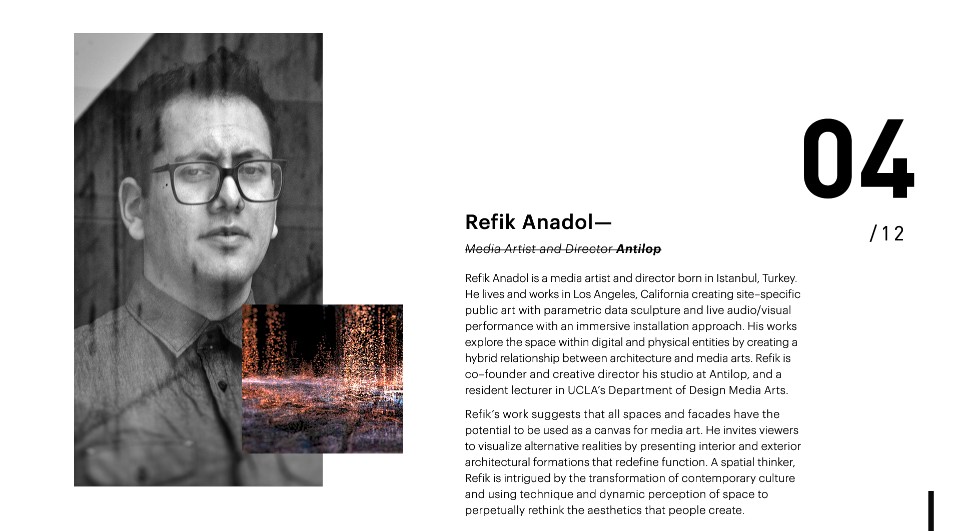 04
/12
Refik Anadol—
Media Artist and Director Antilop
Refik Anadol is a media artist and director born in Istanbul, Turkey.
He lives and works in Los Angeles, California creating site–specific
public art with parametric data sculpture and live audio/visual
performance with an immersive installation approach. His works
explore the space within digital and physical entities by creating a
hybrid relationship between architecture and media arts. Refik is
co–founder and creative director his studio at Antilop, and a
resident lecturer in UCLA's Department of Design Media Arts.
Refik's work suggests that all spaces and facades have the
potential to be used as a canvas for media art. He invites viewers
to visualize alternative realities by presenting interior and exterior
architectural formations that redefine function. A spatial thinker,
Refik is intrigued by the transformation of contemporary culture
and using technique and dynamic perception of space to
perpetually rethink the aesthetics that people create.